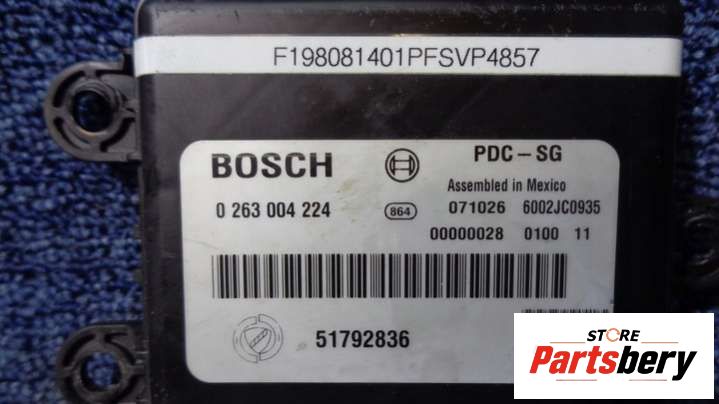 F198081401PFSVP4857
BOSCH
PDC-SG
Assembled in Mexico
0 263 004 224
864
071026 6002JC0935
00000028 0100 11
51792836
STORE
Partsbery